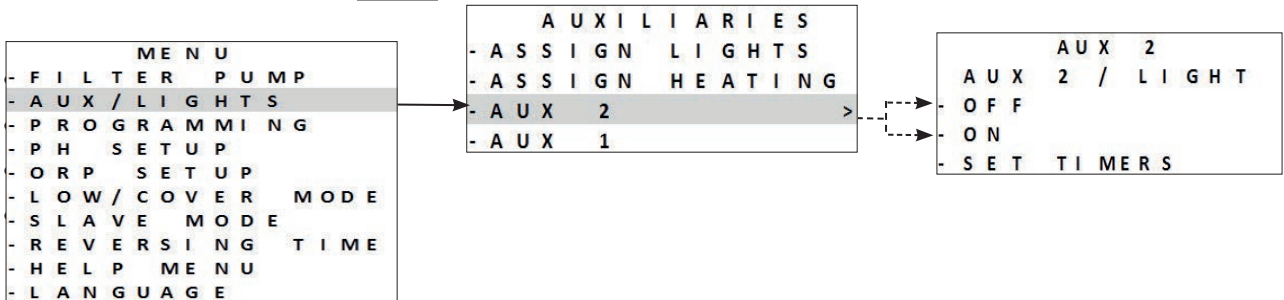 MENU
- FILTER PUMP
- AUX/LIGHTS
- PROGRAMMING
- PH SETUP
- ORP SETUP
- LOW/COVER MODE
- SLAVE MODE
- REVERSING TIME
- HELP MENU
- LANGUAGE
AUXILIARIES
- ASSIGN LIGHTS
- ASSIGN HEATING
- AUX 2 >
- AUX 1
AUX 2
AUX 2 / LIGHT
- OFF
- ON
- SET TIMERS